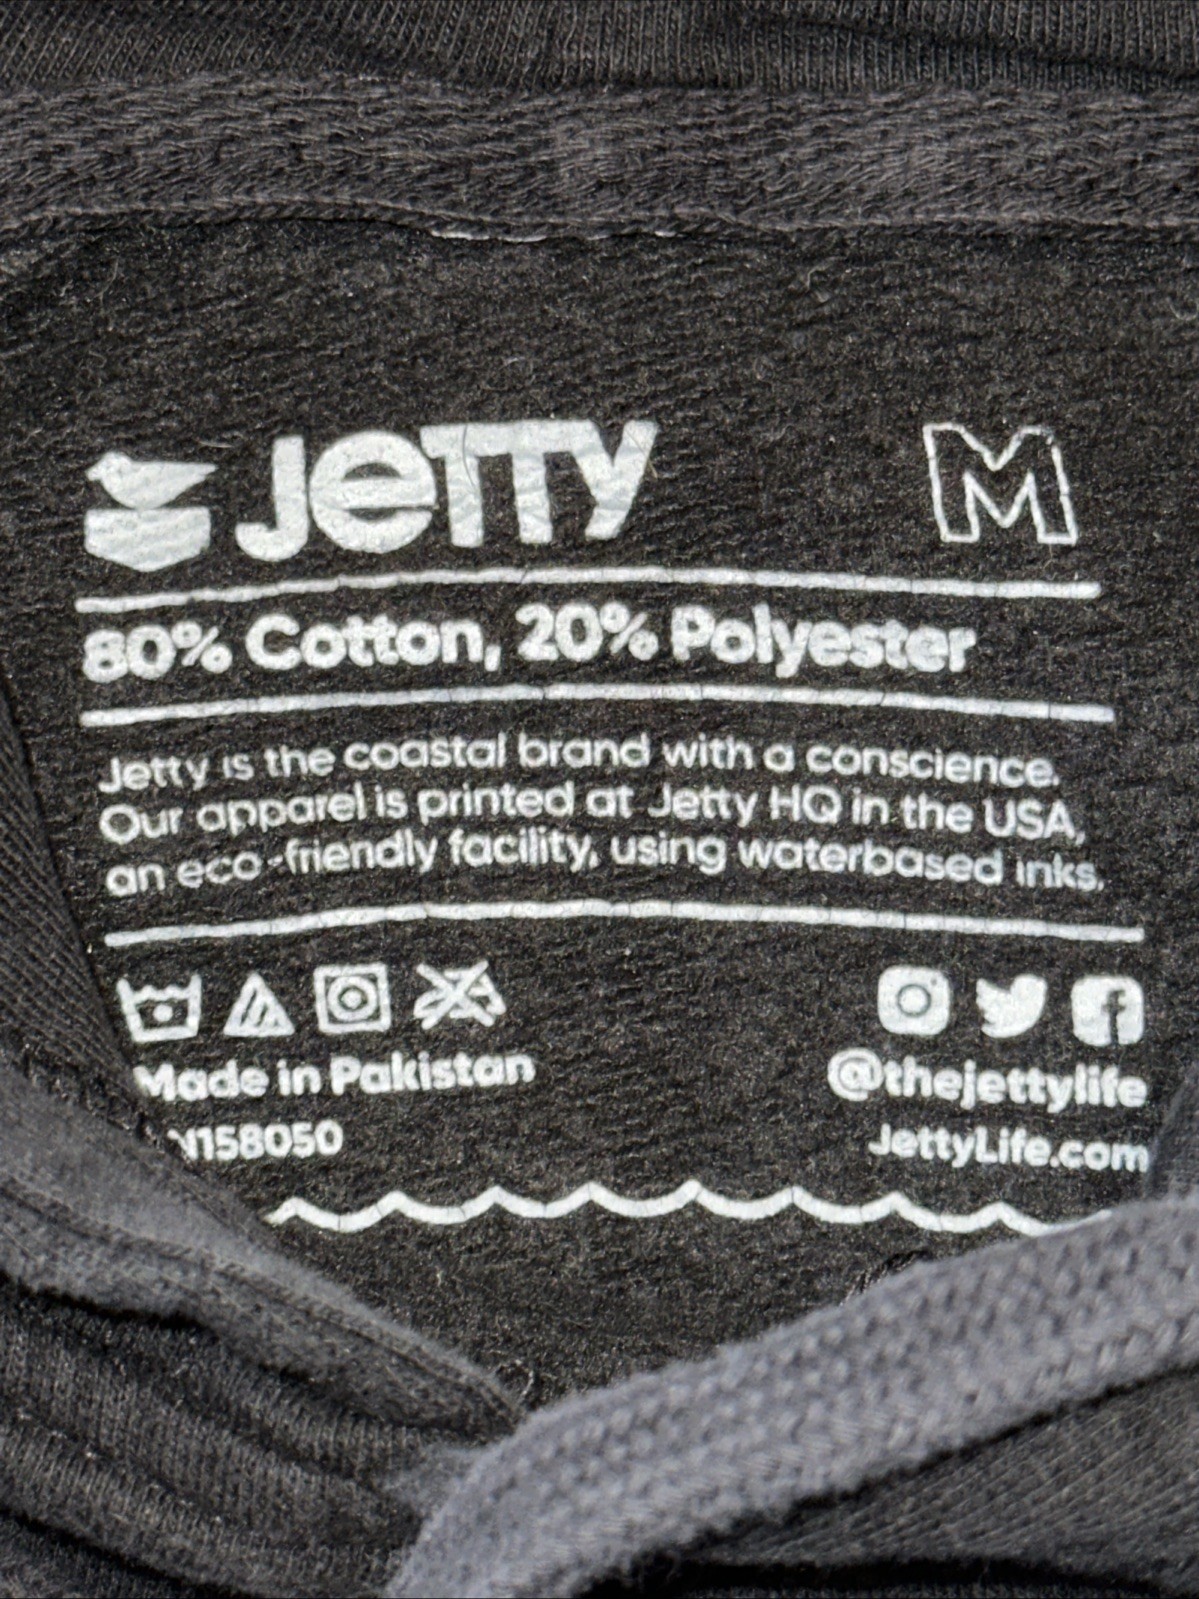 Jetty M
80% Cotton, 20% Polyester
Jetty is the coastal brand with a conscience.
Our apparel is printed at Jetty HQ in the USA,
an eco-friendly facility, using waterbased inks.
Made in Pakistan
@thejettylife
158050
JettyLife.com